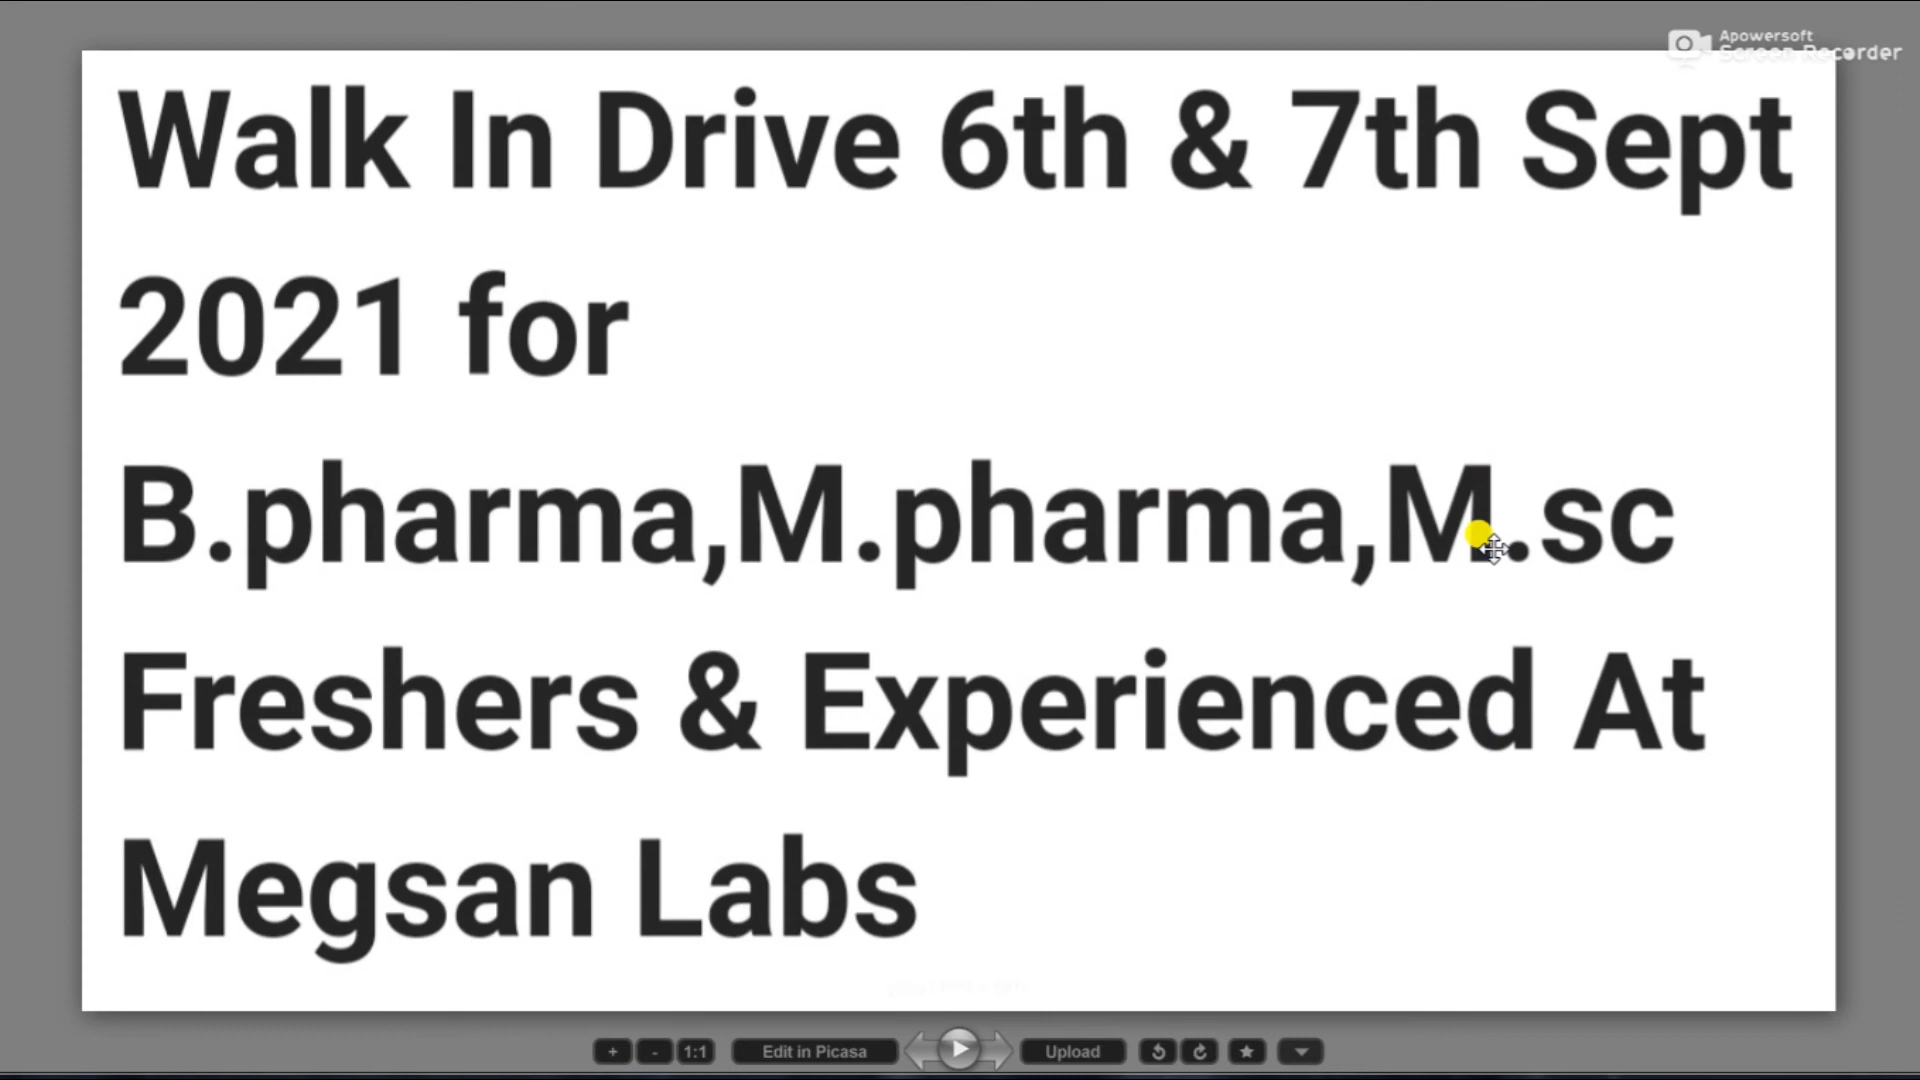 Apowersoft
Screen Recorder
Walk In Drive 6th & 7th Sept
2021 for
B.pharma,M.pharma,M.sc
Freshers & Experienced At
Megsan Labs
+ - 1:1 Edit in Picasa Upload